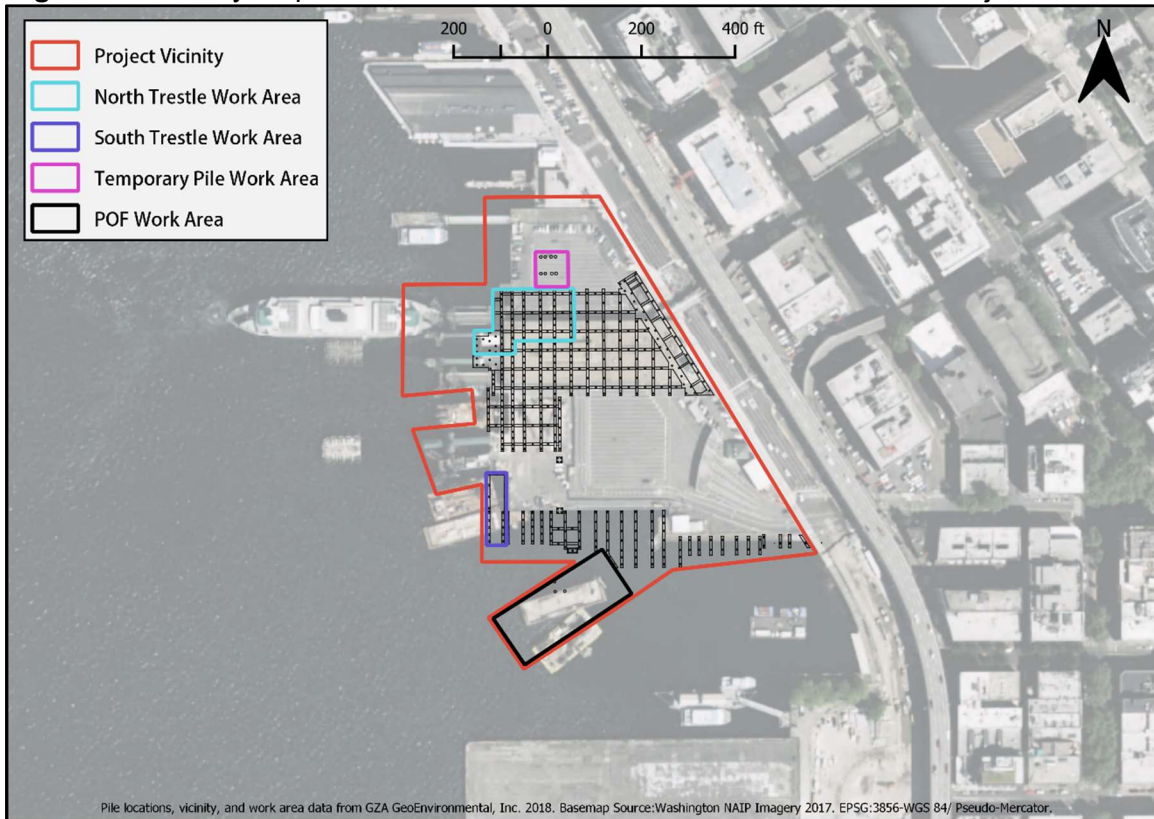 200 0 200 400 ft
N
Project Vicinity
North Trestle Work Area
South Trestle Work Area
Temporary Pile Work Area
POF Work Area
Pile locations, vicinity, and work area data from GZA GeoEnvironmental, Inc. 2018. Basemap Source:Washington NAIP Imagery 2017. EPSG:3856-WGS 84/ Pseudo-Mercator.